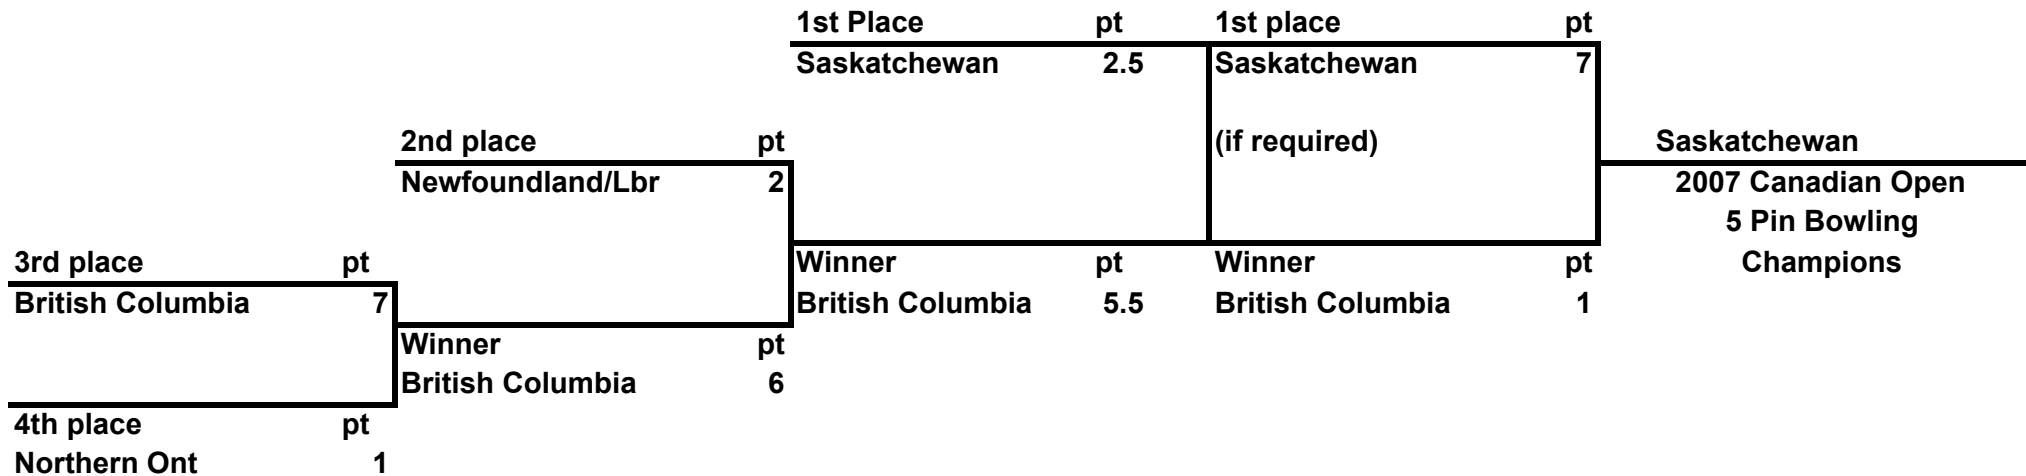 1st Place pt 1st place pt
Saskatchewan 2.5 Saskatchewan 7
2nd place pt (if required) Saskatchewan
Newfoundland/Lbr 2 2007 Canadian Open
5 Pin Bowling
3rd place pt Winner pt Winner pt Champions
British Columbia 7 British Columbia 5.5 British Columbia 1
Winner pt
British Columbia 6
4th place pt
Northern Ont 1